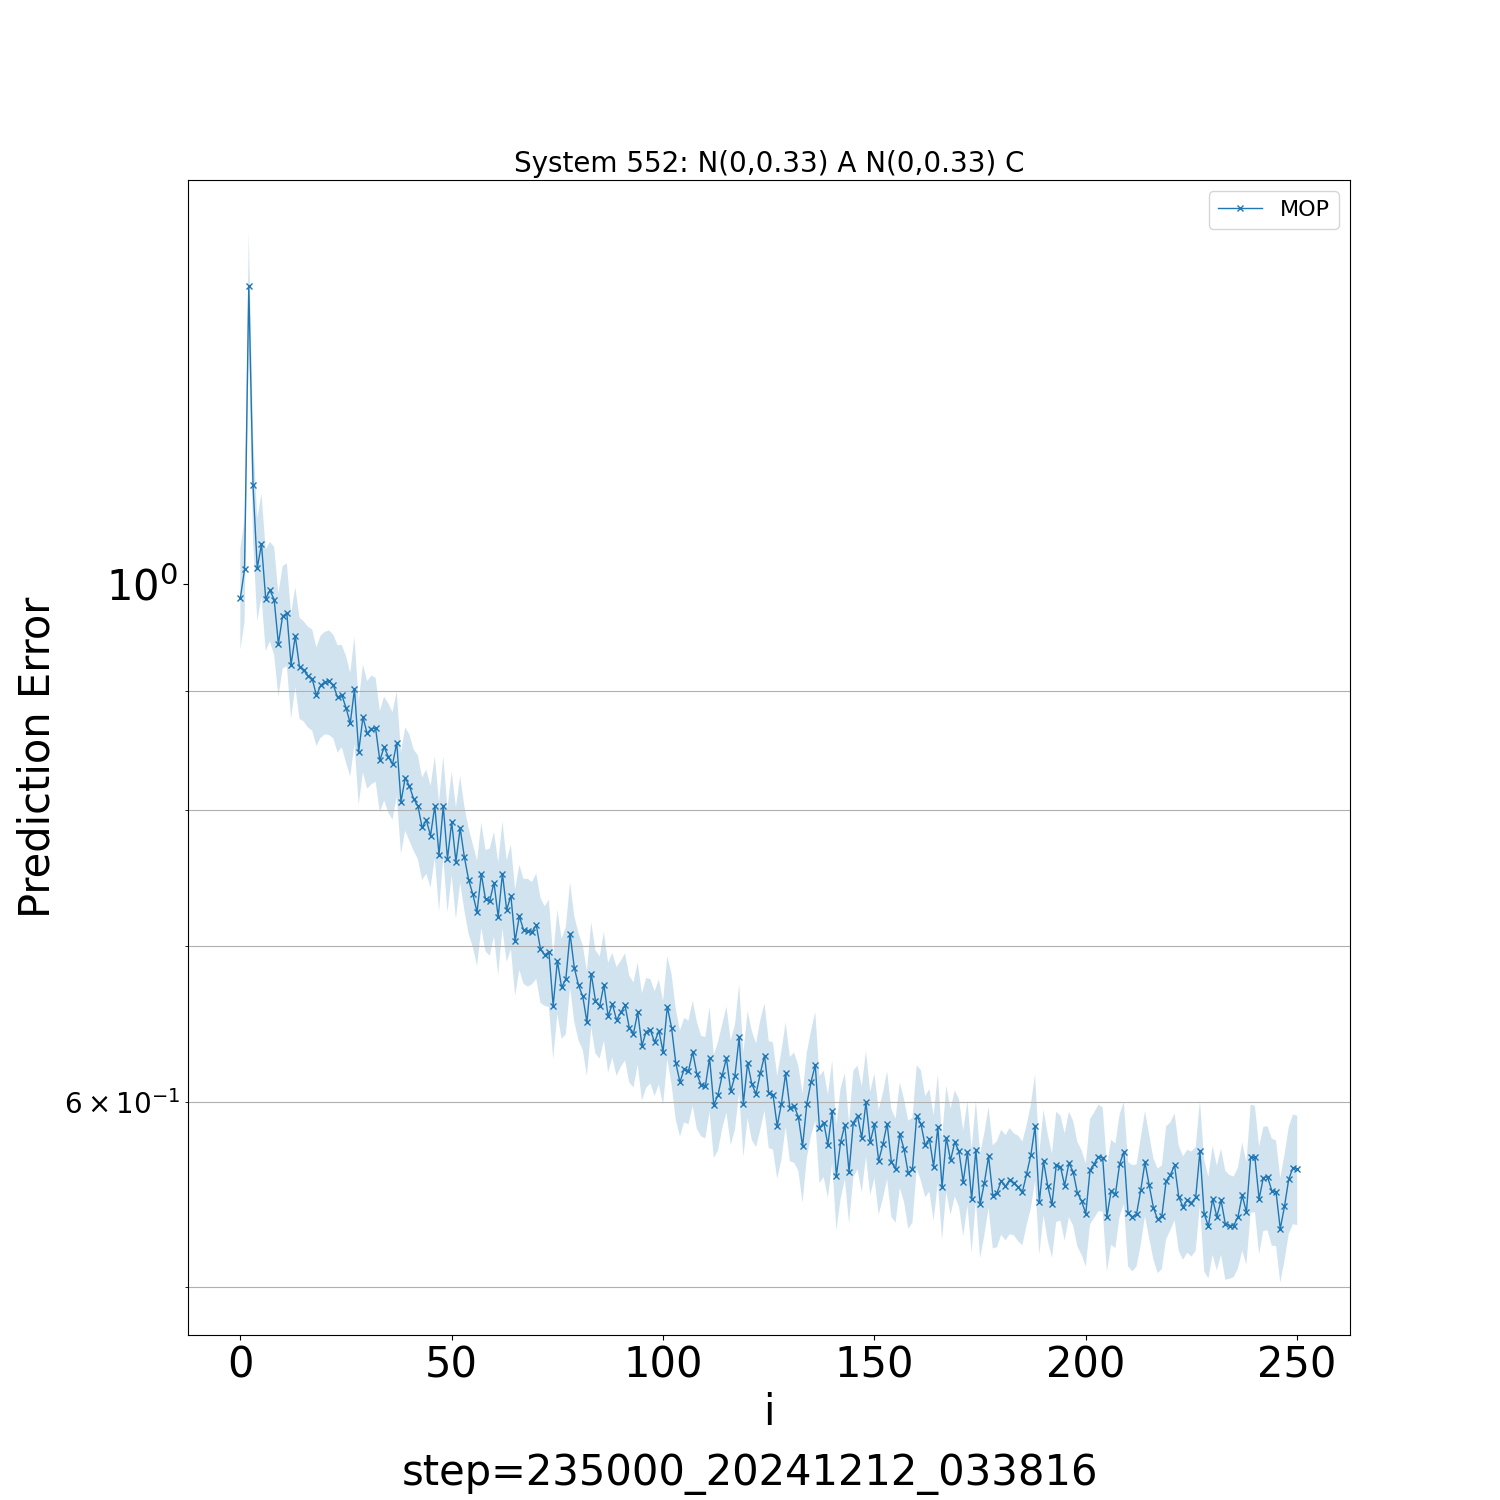 System 552: N(0,0.33) A N(0,0.33) C
MOP
Prediction Error
10⁰
6 × 10⁻¹
0 50 100 150 200 250
i
step=235000_20241212_033816